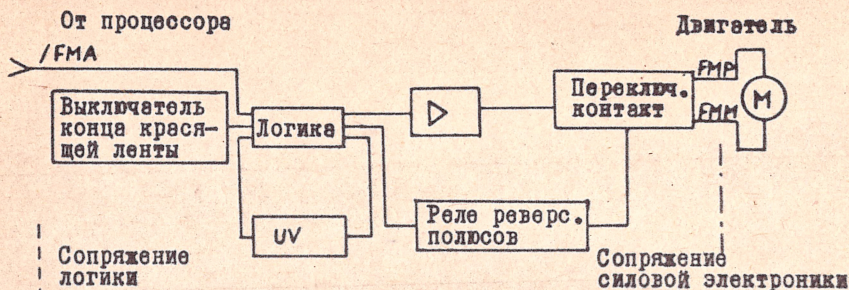 От процессора
Двигатель
/FMA
FMP
Выключатель
конца крася-
щей ленты
Логика
Переключ.
контакт
M
FMM
UV
Реле реверс.
полюсов
Сопряжение
логики
Сопряжение
силовой электроники